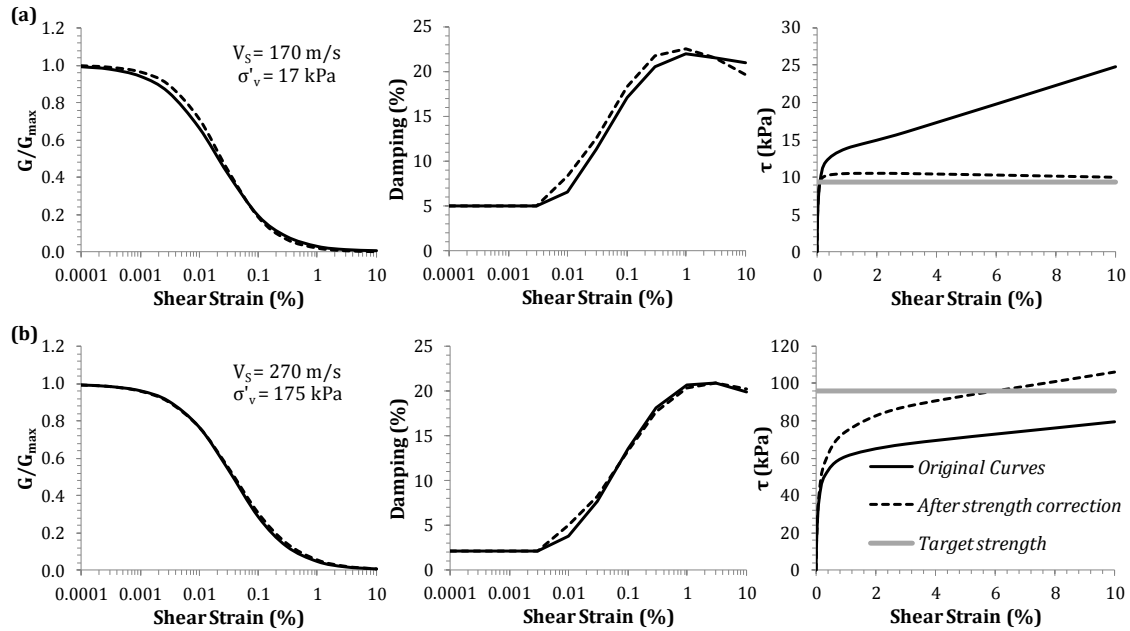 (a)
1.2
1.0
0.8
0.6
0.4
0.2
0.0
G/Gmax
VS = 170 m/s
σ'v = 17 kPa
0.0001 0.001 0.01 0.1 1 10
Shear Strain (%)
25
20
15
10
5
0
Damping (%)
0.0001 0.001 0.01 0.1 1 10
Shear Strain (%)
35
30
25
20
15
10
5
0
τ (kPa)
0 2 4 6 8 10
Shear Strain (%)
(b)
1.2
1.0
0.8
0.6
0.4
0.2
0.0
G/Gmax
VS = 270 m/s
σ'v = 175 kPa
0.0001 0.001 0.01 0.1 1 10
Shear Strain (%)
25
20
15
10
5
0
Damping (%)
0.0001 0.001 0.01 0.1 1 10
Shear Strain (%)
120
100
80
60
40
20
0
τ (kPa)
Original Curves
After strength correction
Target strength
0 2 4 6 8 10
Shear Strain (%)